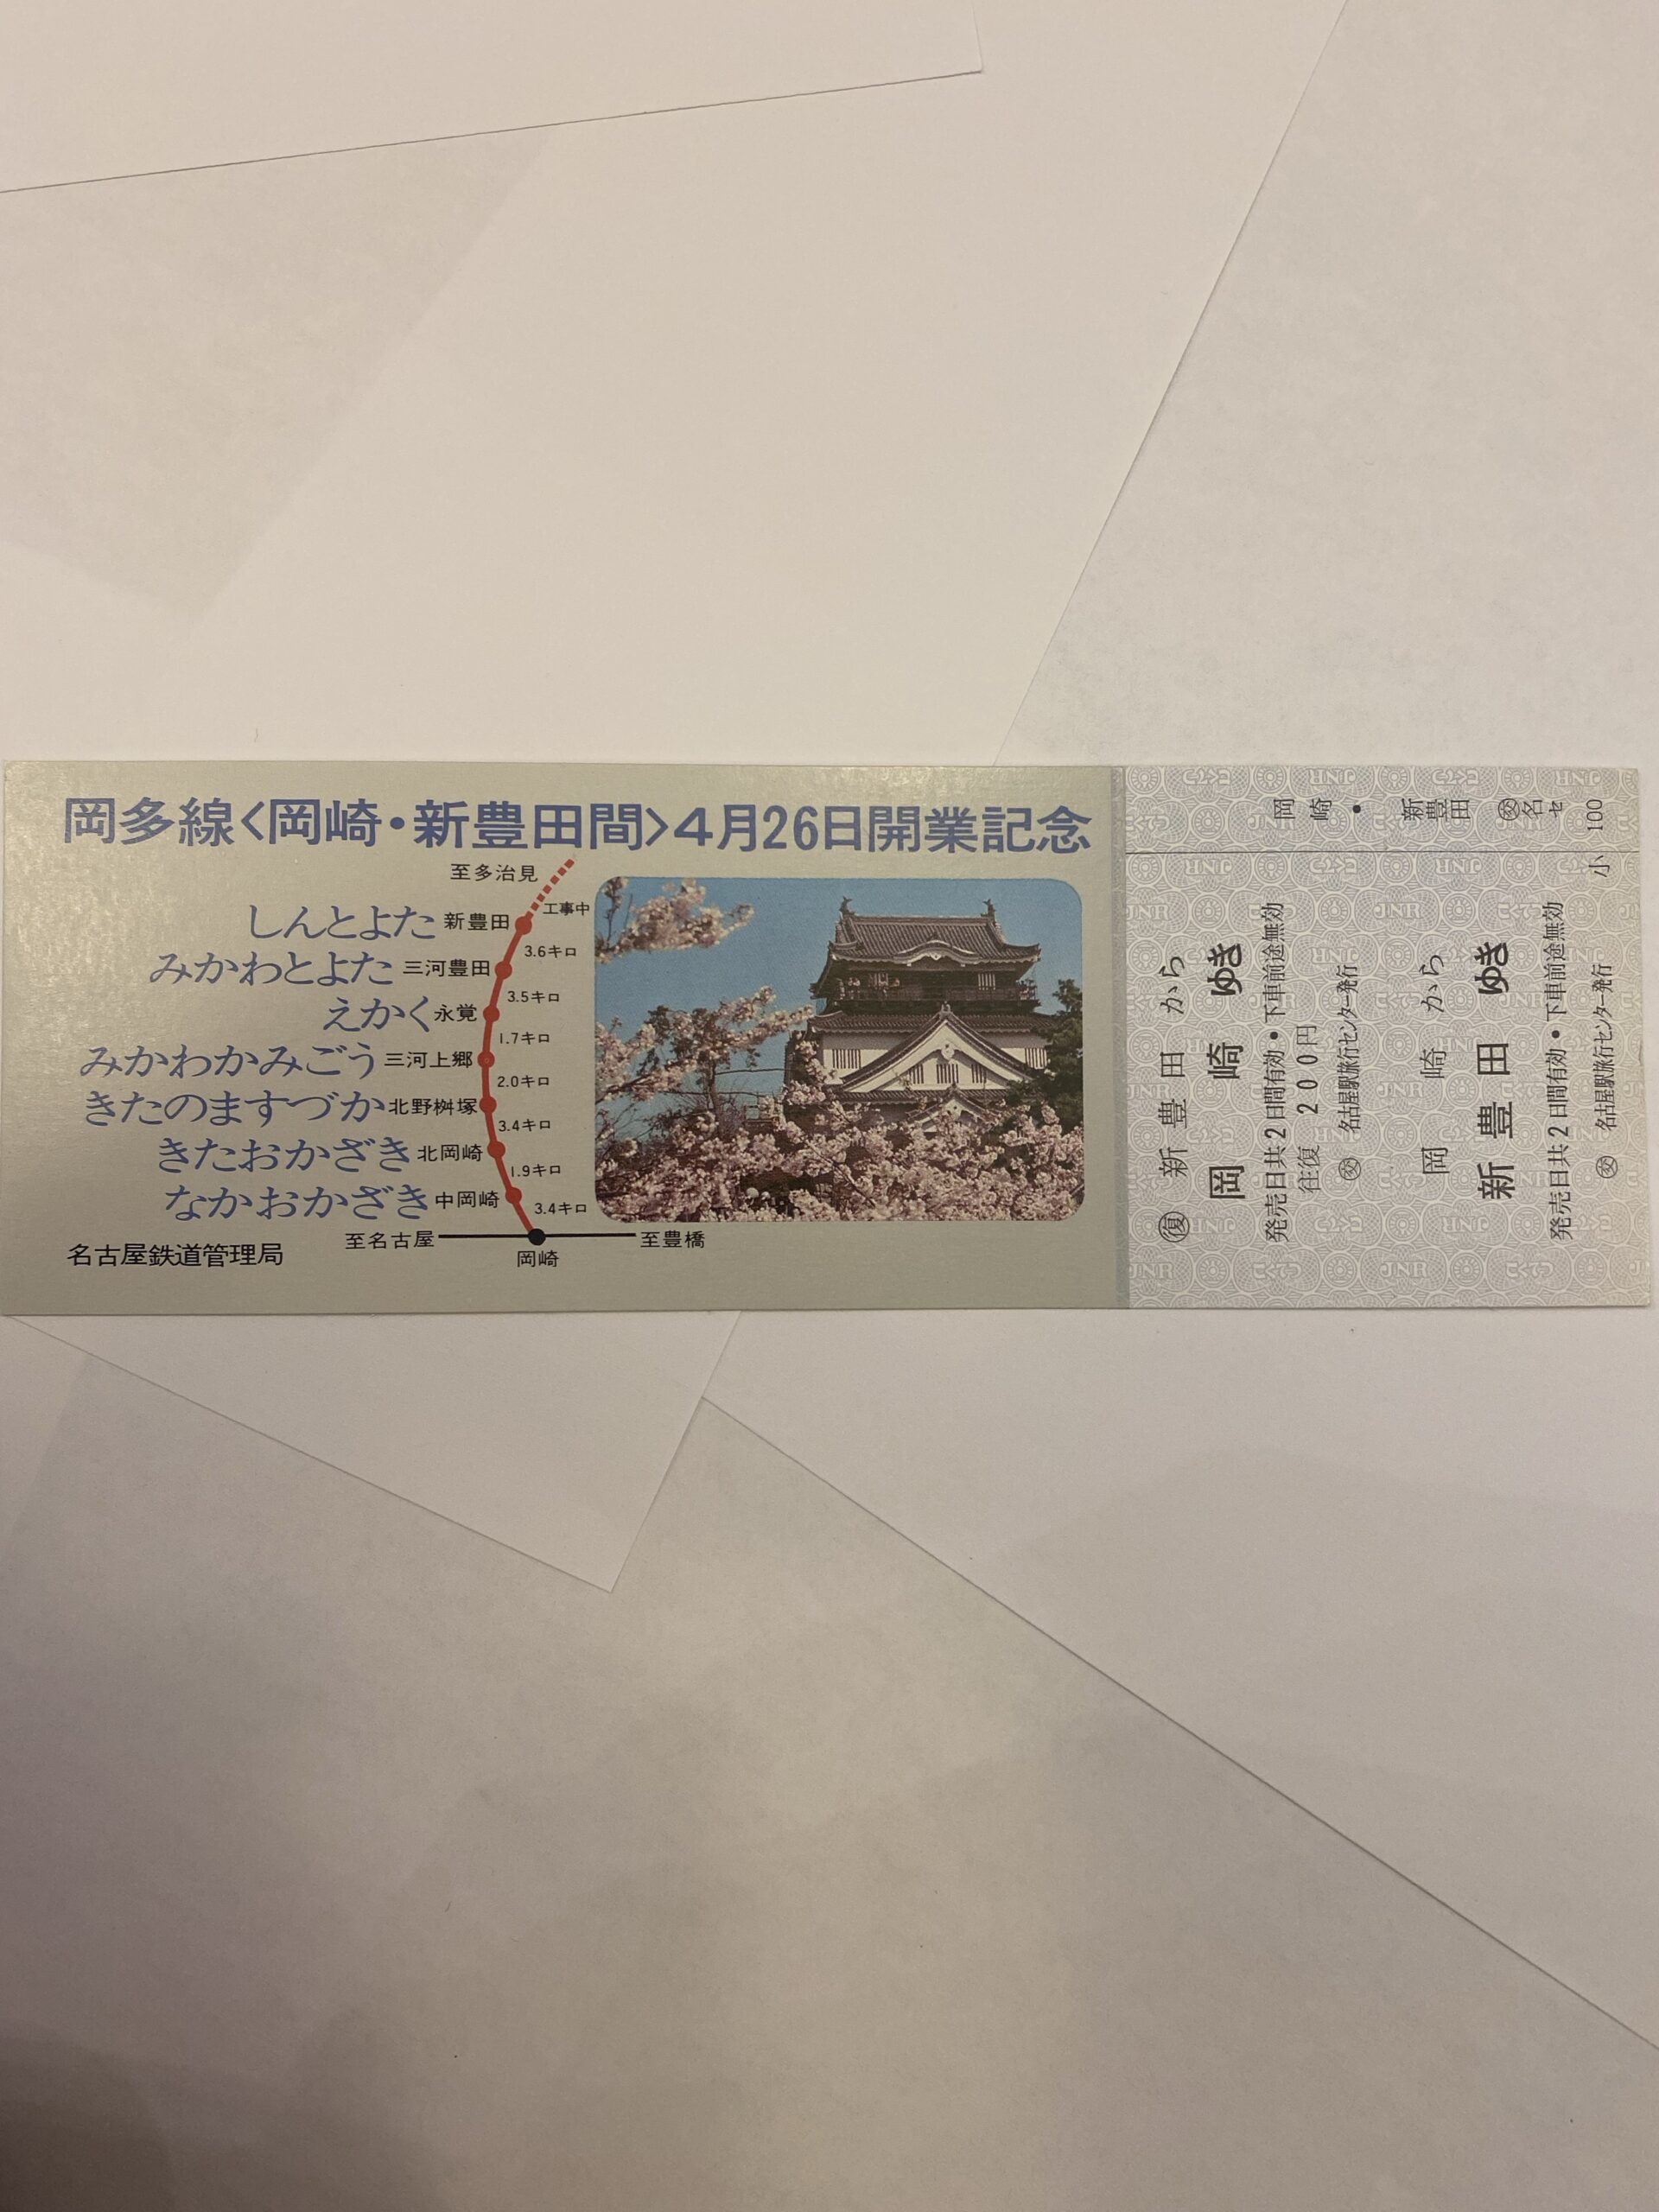 岡多線<岡崎・新豊田間>4月26日開業記念
至多治見
工事中
しんとよた 新豊田
3.6キロ
みかわとよた 三河豊田
3.5キロ
えかく 永覚
1.7キロ
みかわかみごう 三河上郷
2.0キロ
きたのますづか 北野桝塚
3.4キロ
きたおかざき 北岡崎
1.9キロ
なかおかざき 中岡崎
3.4キロ
至名古屋
至豊橋
岡崎
名古屋鉄道管理局
復 新豊田から
岡崎ゆき
発売日共2日間有効・下車前途無効
往復 200円
名古屋駅旅行センター発行
岡崎から
新豊田ゆき
発売日共2日間有効・下車前途無効
名古屋駅旅行センター発行
小
岡崎
・
新豊田
名セ
100
JNR
こくてつ